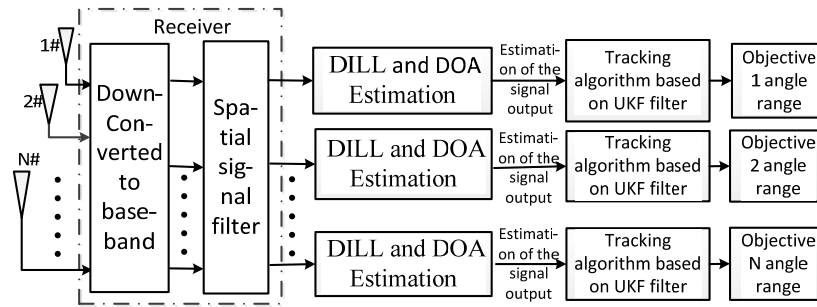 Receiver
1#
2#
N#
Down-
Con-
verted
to
base-
band
Spa-
tial
sig-
nal
filter
DILL and DOA
Estimation
Estimati-
on of the
signal
output
Tracking
algorithm based
on UKF filter
Objective
1 angle
range
DILL and DOA
Estimation
Estimati-
on of the
signal
output
Tracking
algorithm based
on UKF filter
Objective
2 angle
range
DILL and DOA
Estimation
Estimati-
on of the
signal
output
Tracking
algorithm based
on UKF filter
Objective
N angle
range